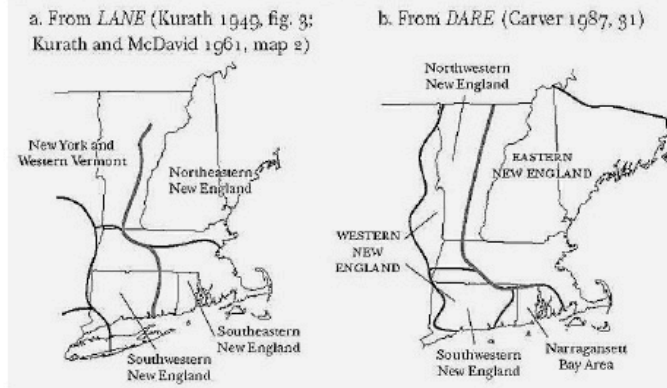 a. From LANE (Kurath 1949, fig. 3;
Kurath and McDavid 1961, map 2)
New York and
Western Vermont
Northeastern
New England
Southeastern
New England
Southwestern
New England
b. From DARE (Carver 1987, 31)
Northwestern
New England
EASTERN
NEW ENGLAND
WESTERN
NEW
ENGLAND
Southwestern
New England
Narragansett
Bay Area